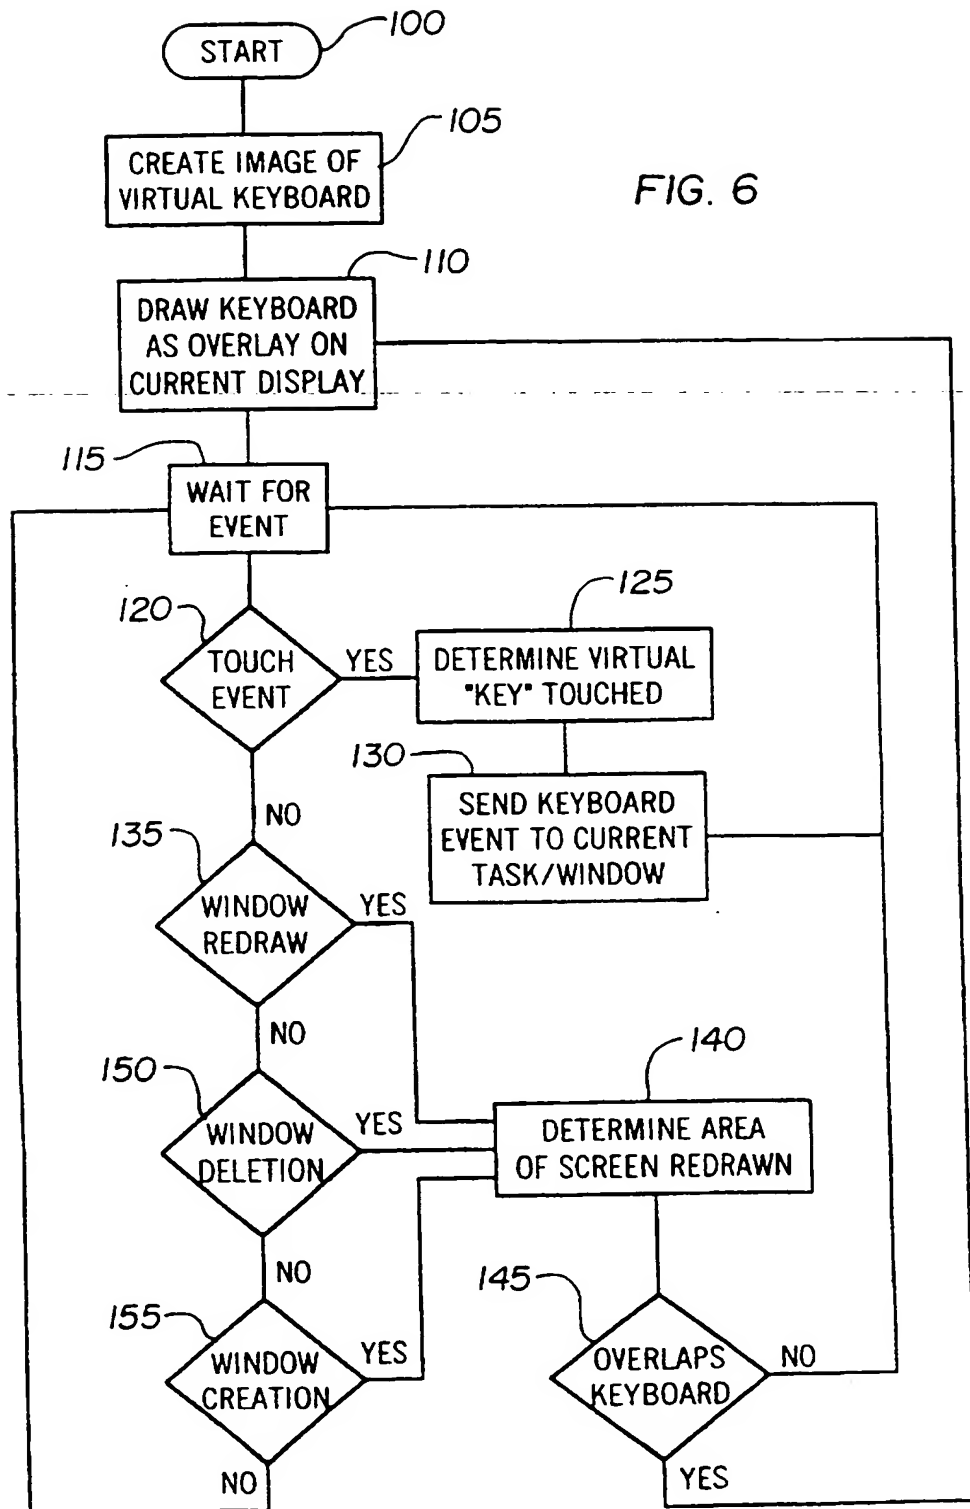 100
START
105
CREATE IMAGE OF
VIRTUAL KEYBOARD
FIG. 6
110
DRAW KEYBOARD
AS OVERLAY ON
CURRENT DISPLAY
115
WAIT FOR
EVENT
120
TOUCH
EVENT
YES
125
DETERMINE VIRTUAL
"KEY" TOUCHED
130
SEND KEYBOARD
EVENT TO CURRENT
TASK/WINDOW
NO
135
WINDOW
REDRAW
YES
NO
140
DETERMINE AREA
OF SCREEN REDRAWN
150
WINDOW
DELETION
YES
NO
145
OVERLAPS
KEYBOARD
NO
155
WINDOW
CREATION
YES
NO
YES